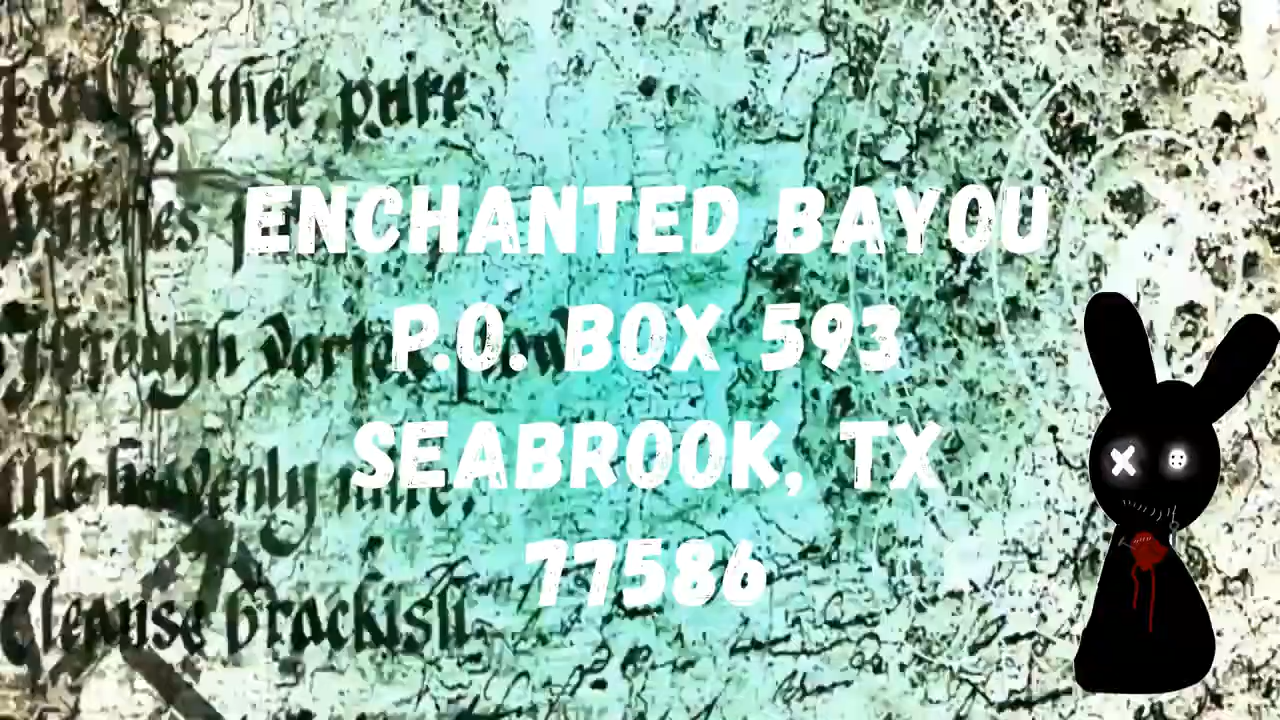 to thee pure
Witches
ENCHANTED BAYOU
Through vortex
P.O. BOX 593
SEABROOK, TX
the heavenly
77586
Cleanse brackish